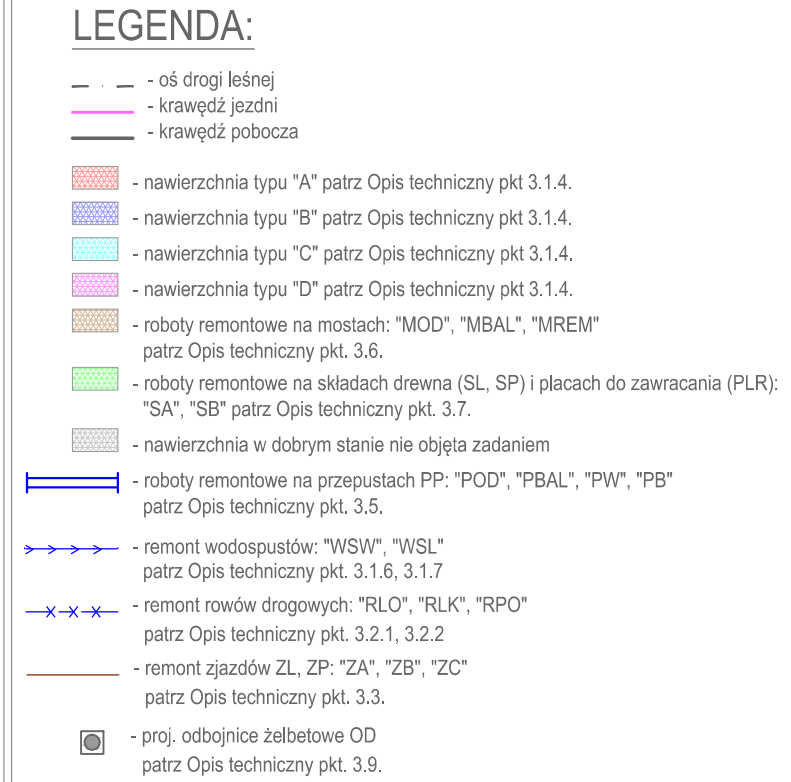 LEGENDA:
- oś drogi leśnej
- krawędź jezdni
- krawędź pobocza
- nawierzchnia typu "A" patrz Opis techniczny pkt 3.1.4.
- nawierzchnia typu "B" patrz Opis techniczny pkt 3.1.4.
- nawierzchnia typu "C" patrz Opis techniczny pkt 3.1.4.
- nawierzchnia typu "D" patrz Opis techniczny pkt 3.1.4.
- roboty remontowe na mostach: "MOD", "MBAL", "MREM"
patrz Opis techniczny pkt. 3.6.
- roboty remontowe na składach drewna (SL, SP) i placach do zawracania (PLR):
"SA", "SB" patrz Opis techniczny pkt. 3.7.
- nawierzchnia w dobrym stanie nie objęta zadaniem
- roboty remontowe na przepustach PP: "POD", "PBAL", "PW", "PB"
patrz Opis techniczny pkt. 3.5.
- remont wodospustów: "WSW", "WSL"
patrz Opis techniczny pkt. 3.1.6, 3.1.7
- remont rowów drogowych: "RLO", "RLK", "RPO"
patrz Opis techniczny pkt. 3.2.1, 3.2.2
- remont zjazdów ZL, ZP: "ZA", "ZB", "ZC"
patrz Opis techniczny pkt. 3.3.
- proj. odbojnice żelbetowe OD
patrz Opis techniczny pkt. 3.9.